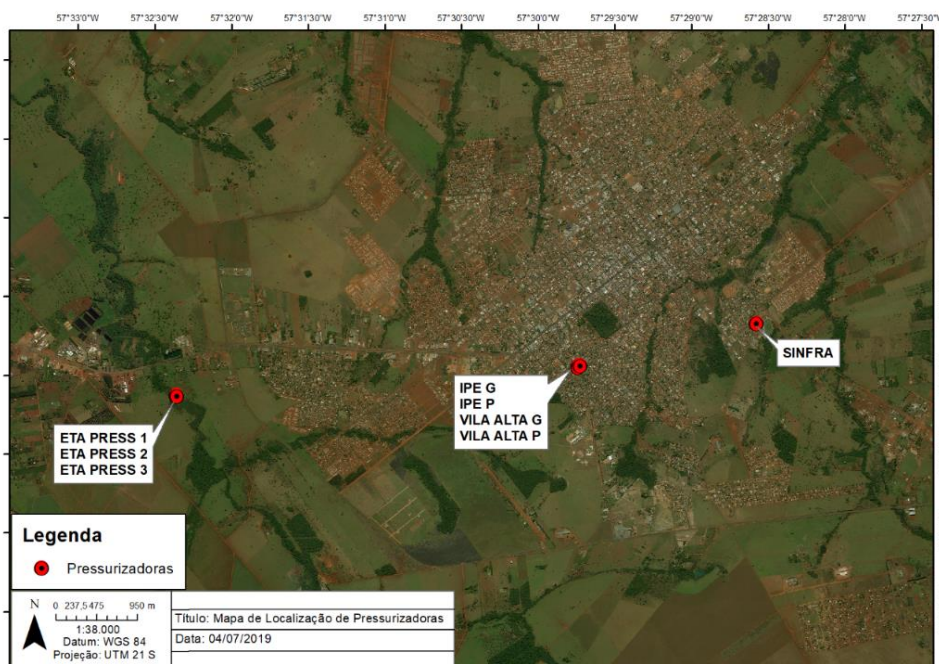 57°33'0"W
57°32'30"W
57°32'0"W
57°31'30"W
57°31'0"W
57°30'30"W
57°30'0"W
57°29'30"W
57°29'0"W
57°28'30"W
57°28'0"W
57°27'30"W
SINFRA
IPE G
IPE P
VILA ALTA G
VILA ALTA P
ETA PRESS 1
ETA PRESS 2
ETA PRESS 3
Legenda
Pressurizadoras
N
0 237,5 475 950 m
1:38.000
Datum: WGS 84
Projeção: UTM 21 S
Título: Mapa de Localização de Pressurizadoras
Data: 04/07/2019